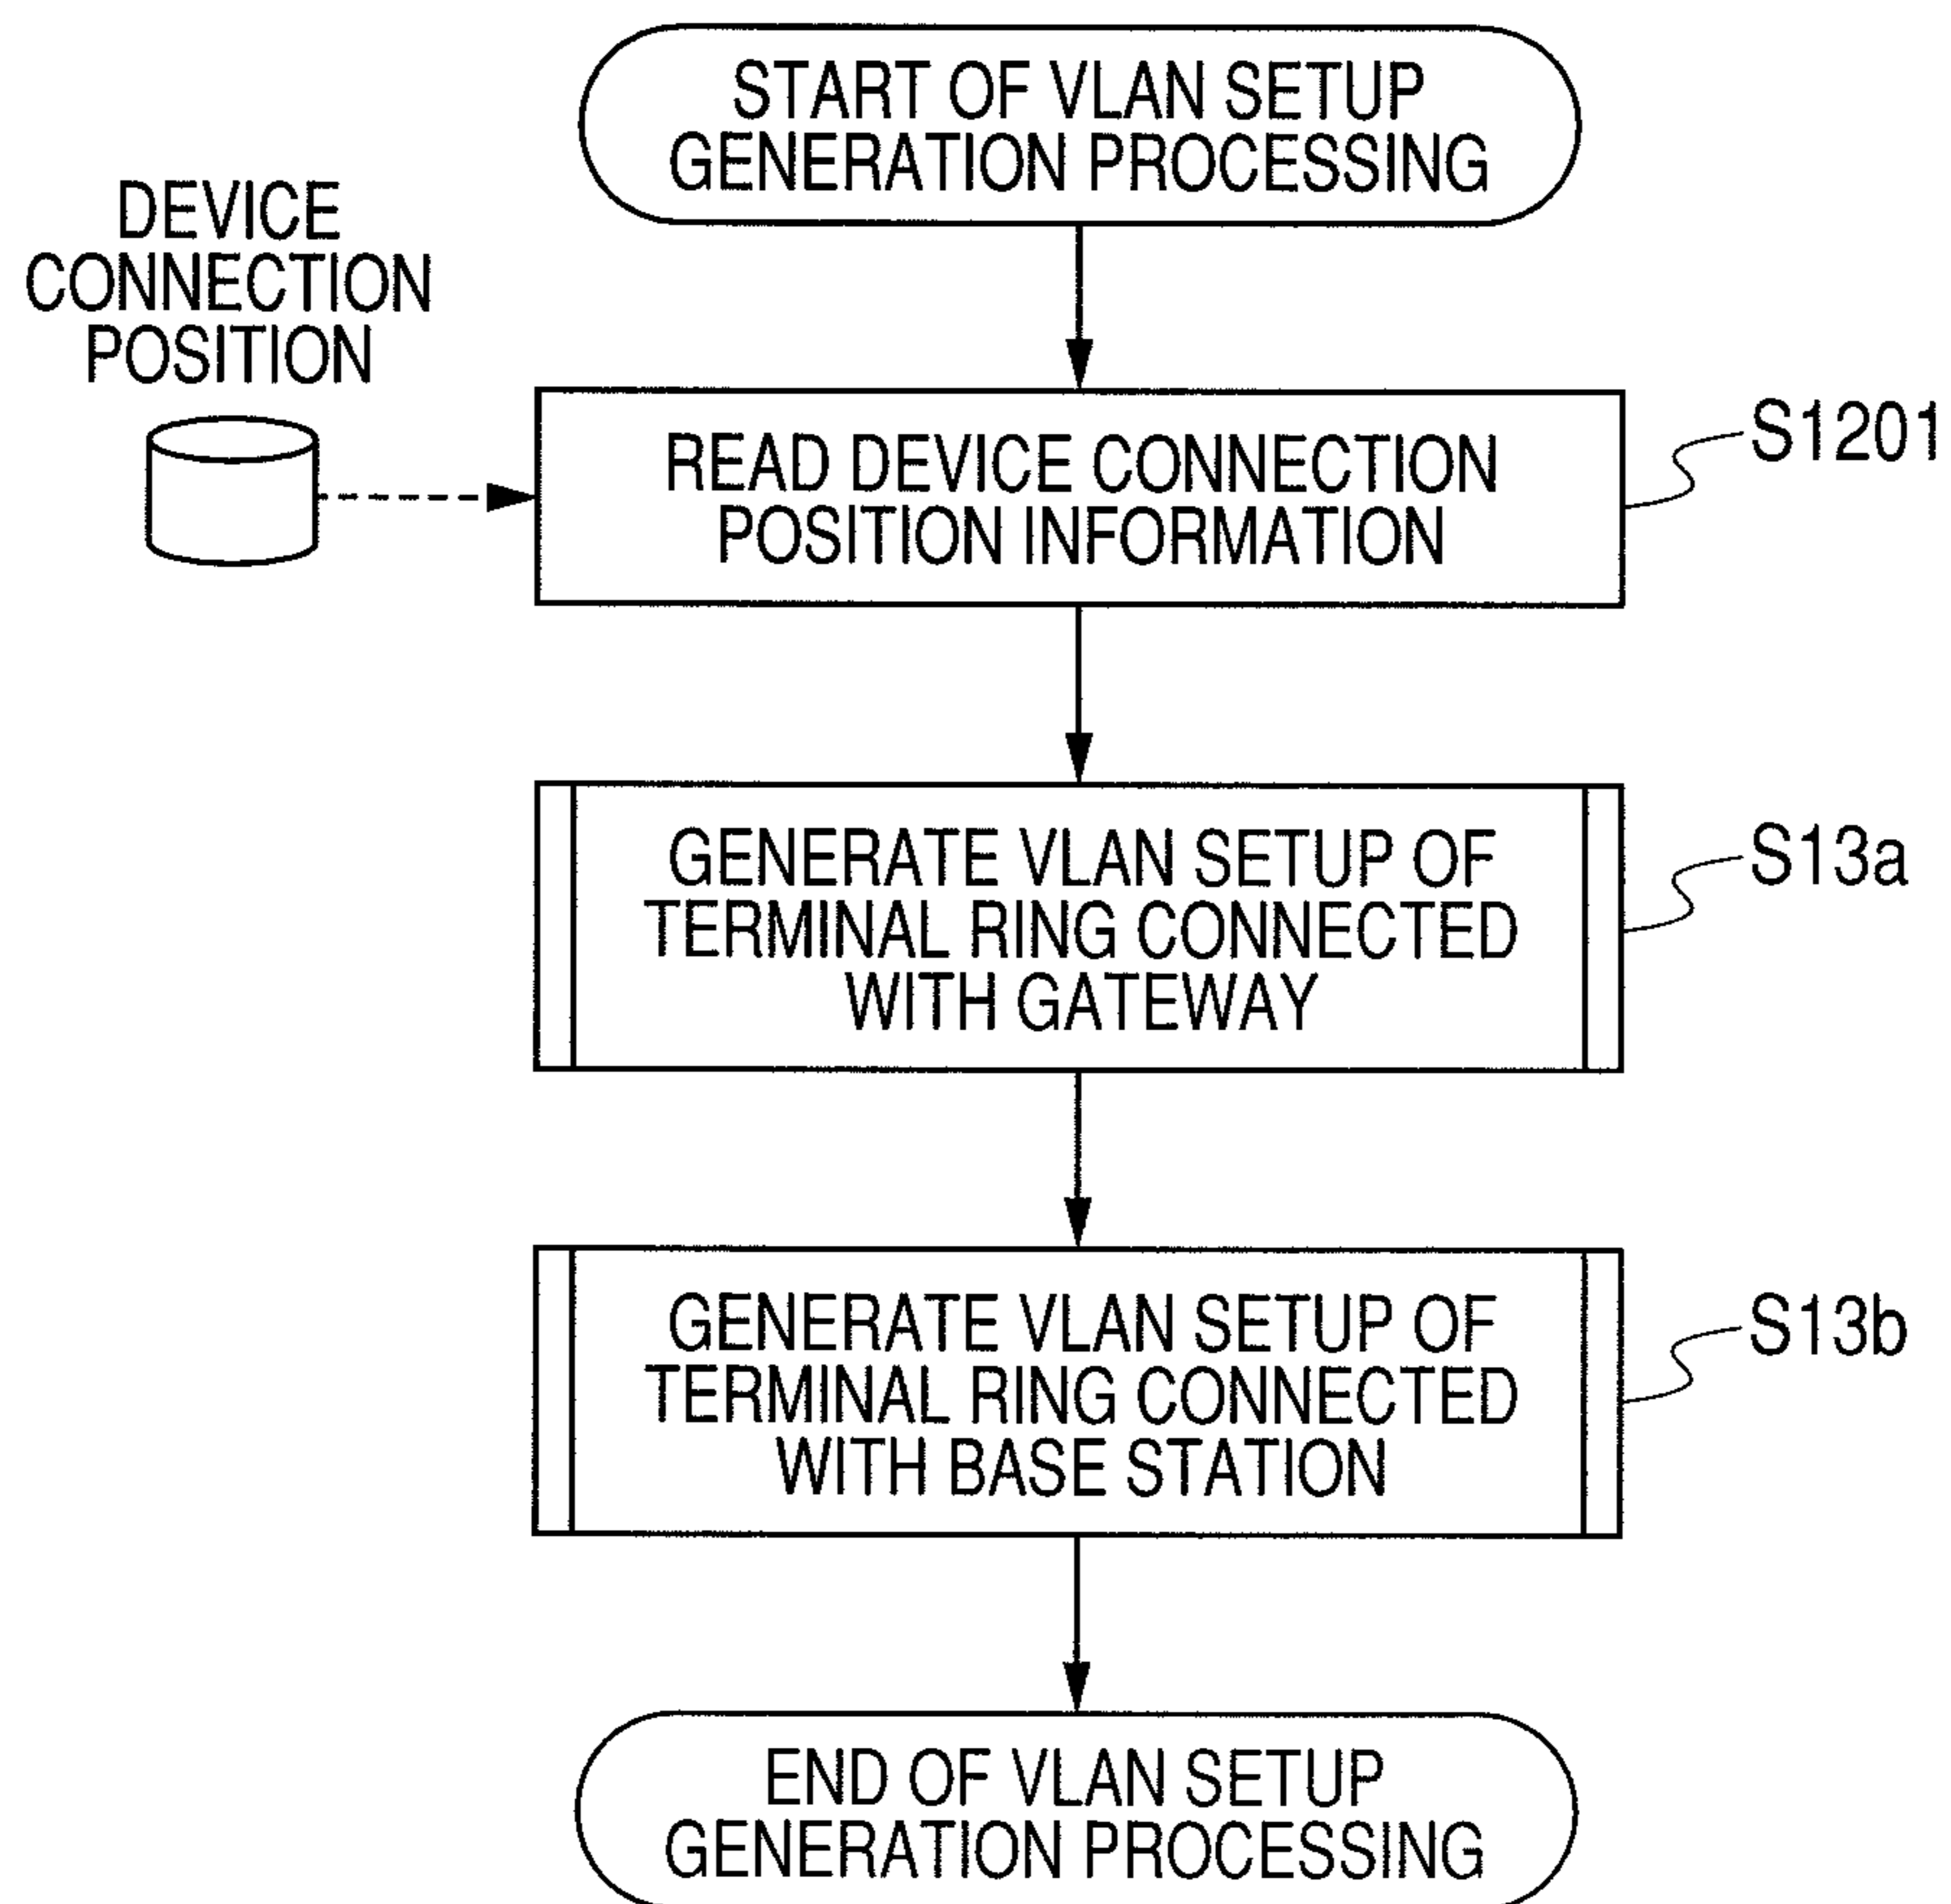 START OF VLAN SETUP
GENERATION PROCESSING
DEVICE
CONNECTION
POSITION
READ DEVICE CONNECTION
POSITION INFORMATION
S1201
GENERATE VLAN SETUP OF
TERMINAL RING CONNECTED
WITH GATEWAY
S13a
GENERATE VLAN SETUP OF
TERMINAL RING CONNECTED
WITH BASE STATION
S13b
END OF VLAN SETUP
GENERATION PROCESSING